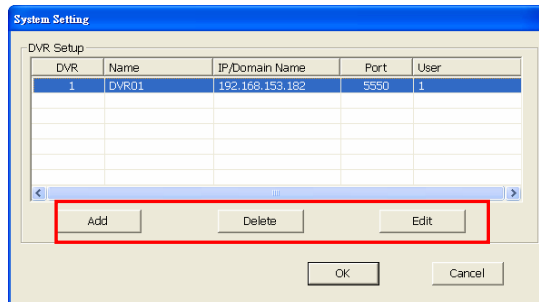 System Setting
DVR Setup
DVR Name IP/Domain Name Port User
1 DVR01 192.168.153.182 5550 1
Add Delete Edit
OK Cancel